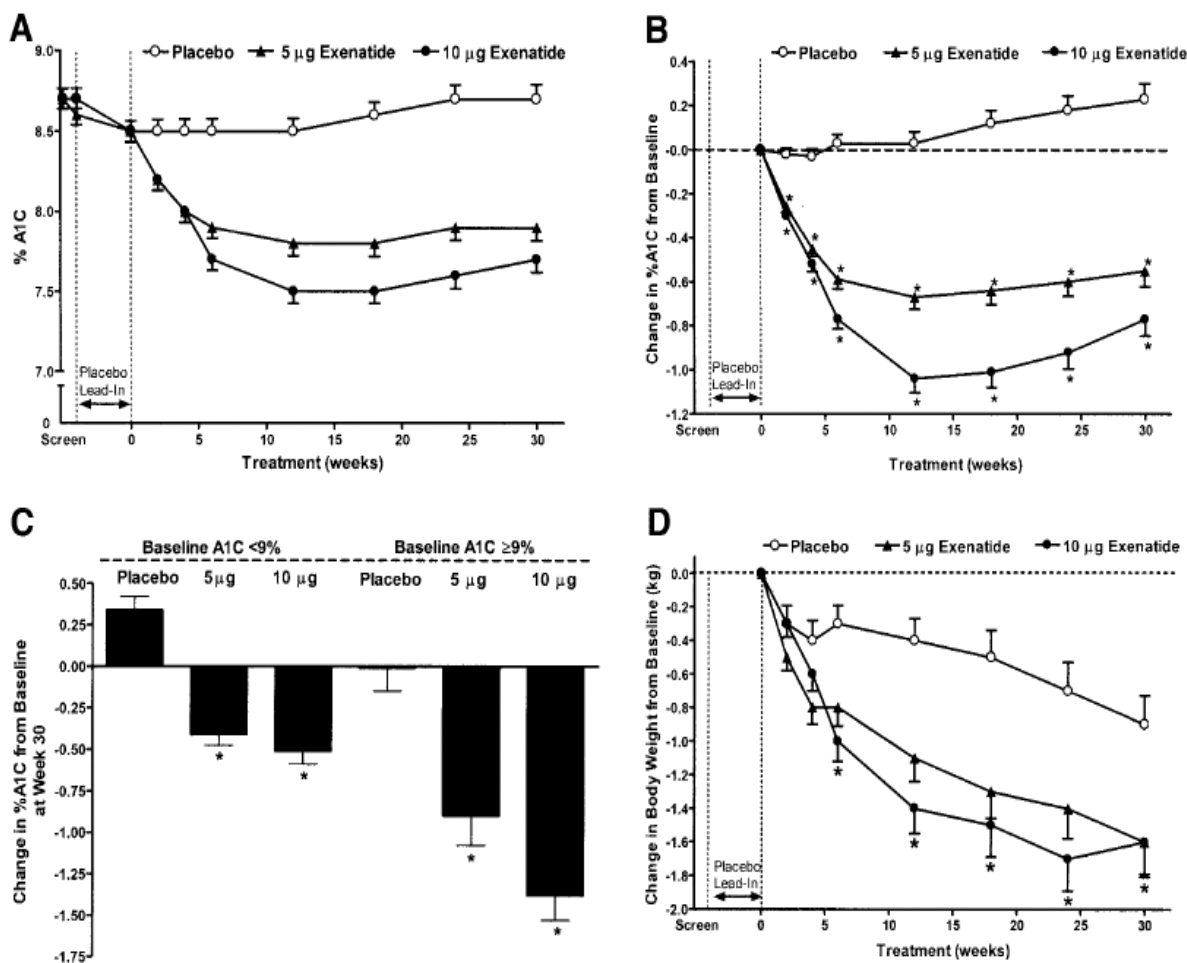 A
Placebo 5 μg Exenatide 10 μg Exenatide
9.0
8.5
8.0
7.5
7.0
0
% A1C
Placebo
Lead-In
Screen 0 5 10 15 20 25 30
Treatment (weeks)
B
Placebo 5 μg Exenatide 10 μg Exenatide
0.4
0.2
-0.0
-0.2
-0.4
-0.6
-0.8
-1.0
-1.2
Change in %A1C from Baseline
* * * * * * *
* * * * * * *
Placebo
Lead-In
Screen 0 5 10 15 20 25 30
Treatment (weeks)
C
Baseline A1C <9% Baseline A1C ≥9%
Placebo 5 μg 10 μg Placebo 5 μg 10 μg
0.50
0.25
0.00
-0.25
-0.50
-0.75
-1.00
-1.25
-1.50
-1.75
Change in %A1C from Baseline
at Week 30
* * * *
D
Placebo 5 μg Exenatide 10 μg Exenatide
0.0
-0.2
-0.4
-0.6
-0.8
-1.0
-1.2
-1.4
-1.6
-1.8
-2.0
Change in Body Weight from Baseline (kg)
* * * * *
Placebo
Lead-In
Screen 0 5 10 15 20 25 30
Treatment (weeks)